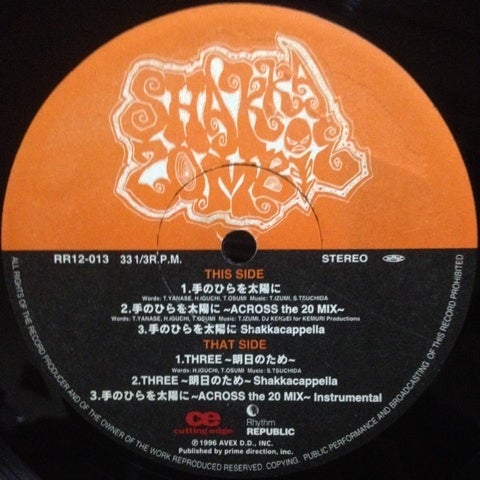 SHAKKA
ZOMBIE
RR12-013 33 1/3R.P.M. STEREO
THIS SIDE
1.手のひらを太陽に
Words: T.YANASE, H.IGUCHI, T.OSUMI Music: T.IZUMI, S.TSUCHIDA
2.手のひらを太陽に ~ACROSS the 20 MIX~
Words: T.YANASE, H.IGUCHI, T.OSUMI Music: T.IZUMI, DJ KEN∞EI for KEMURI Productions
3.手のひらを太陽に Shakkacappella
THAT SIDE
1.THREE ~明日のため~
Words: H.IGUCHI, T.OSUMI Music: S.TSUCHIDA
2.THREE ~明日のため~ Shakkacappella
3.手のひらを太陽に ~ACROSS the 20 MIX~ Instrumental
ce
cutting edge
Rhythm
REPUBLIC
℗1996 AVEX D.D., INC.
Published by prime direction, inc.
ALL RIGHTS OF THE RECORD PRODUCER AND OF THE OWNER OF THE WORK REPRODUCED RESERVED. COPYING, PUBLIC PERFORMANCE AND BROADCASTING OF THIS RECORD PROHIBITED